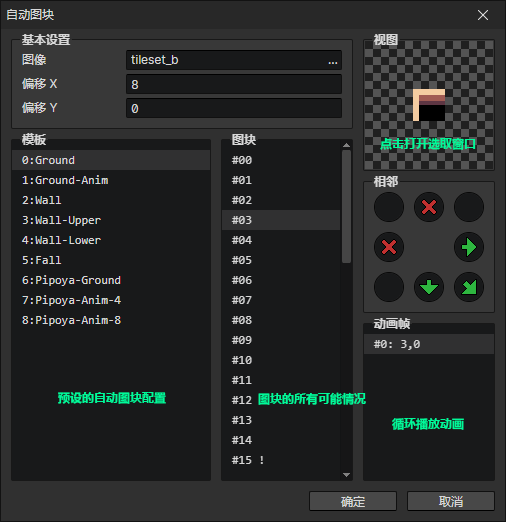 自动图块
基本设置
图像
tileset_b
...
偏移 X
8
偏移 Y
0
视图
点击打开选取窗口
模板
0:Ground
1:Ground-Anim
2:Wall
3:Wall-Upper
4:Wall-Lower
5:Fall
6:Pipoya-Ground
7:Pipoya-Anim-4
8:Pipoya-Anim-8
预设的自动图块配置
图块
#00
#01
#02
#03
#04
#05
#06
#07
#08
#09
#10
#11
#12
#13
#14
#15 !
图块的所有可能情况
相邻
动画帧
#0: 3,0
循环播放动画
确定
取消